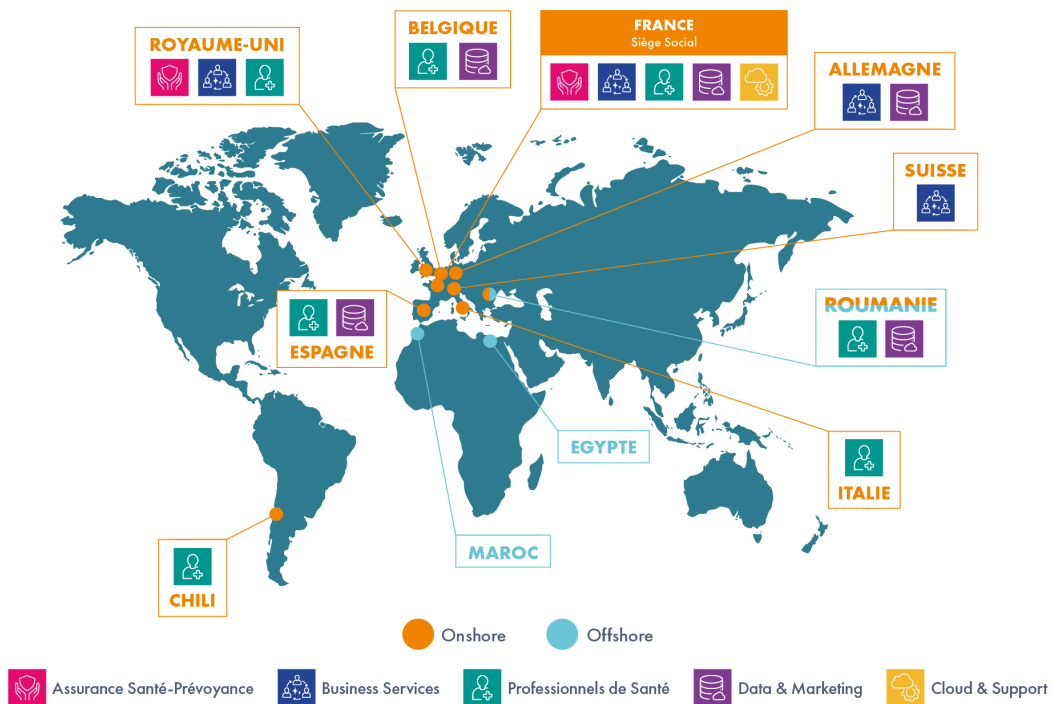 ROYAUME-UNI
BELGIQUE
FRANCE
Siège Social
ALLEMAGNE
SUISSE
ESPAGNE
ROUMANIE
EGYPTE
ITALIE
MAROC
CHILI
Onshore
Offshore
Assurance Santé-Prévoyance
Business Services
Professionnels de Santé
Data & Marketing
Cloud & Support